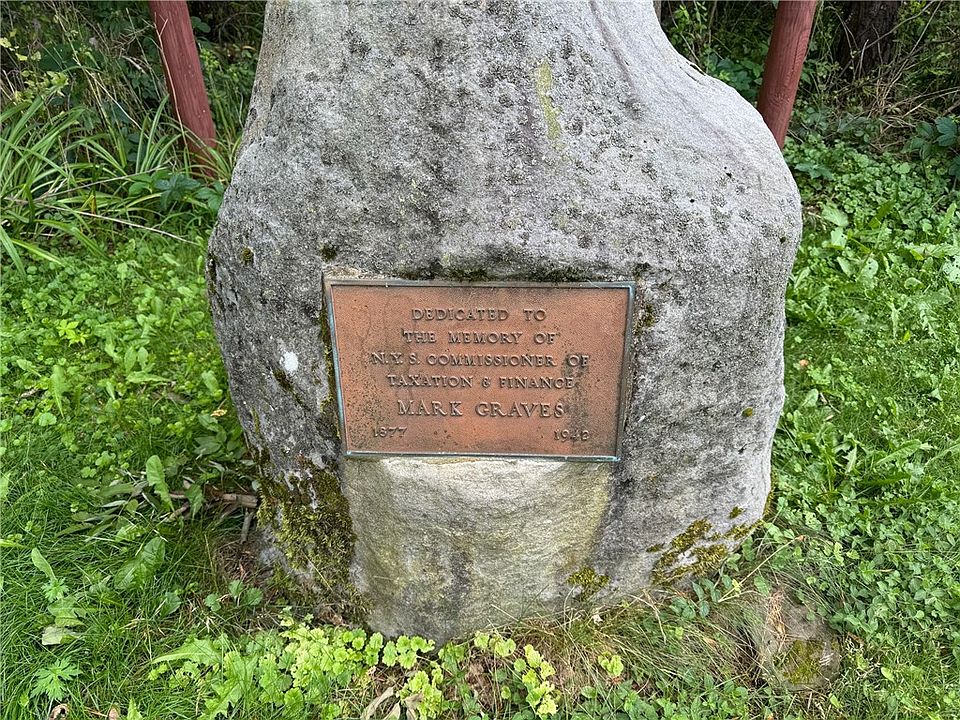 DEDICATED TO
THE MEMORY OF
N.Y.S. COMMISSIONER OF
TAXATION & FINANCE
MARK GRAVES
1877 1942